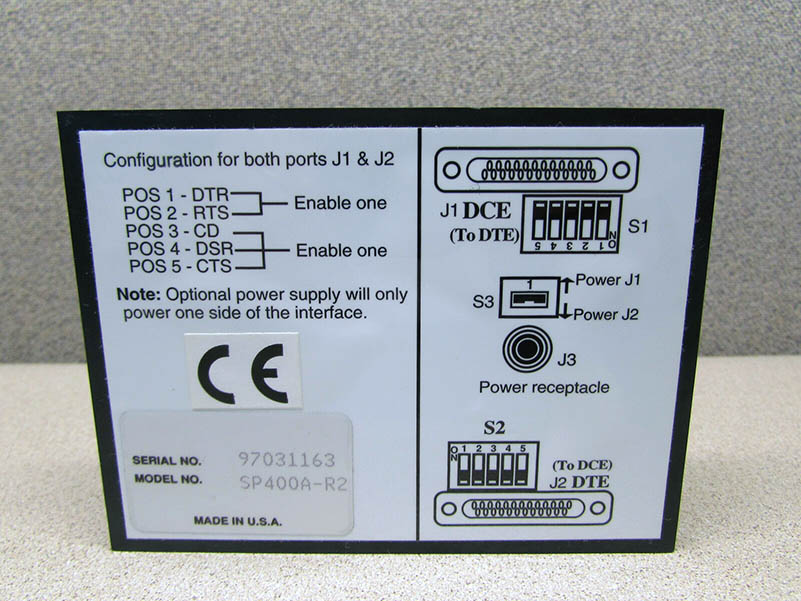 Configuration for both ports J1 & J2
POS 1 - DTR
POS 2 - RTS
Enable one
POS 3 - CD
POS 4 - DSR
POS 5 - CTS
Enable one
Note: Optional power supply will only
power one side of the interface.
CE
SERIAL NO. 97031163
MODEL NO. SP400A-R2
MADE IN U.S.A.
J1 DCE
(To DTE)
5 4 3 2 1
ON
S1
S3
1
Power J1
Power J2
J3
Power receptacle
S2
ON
1 2 3 4 5
(To DCE)
J2 DTE